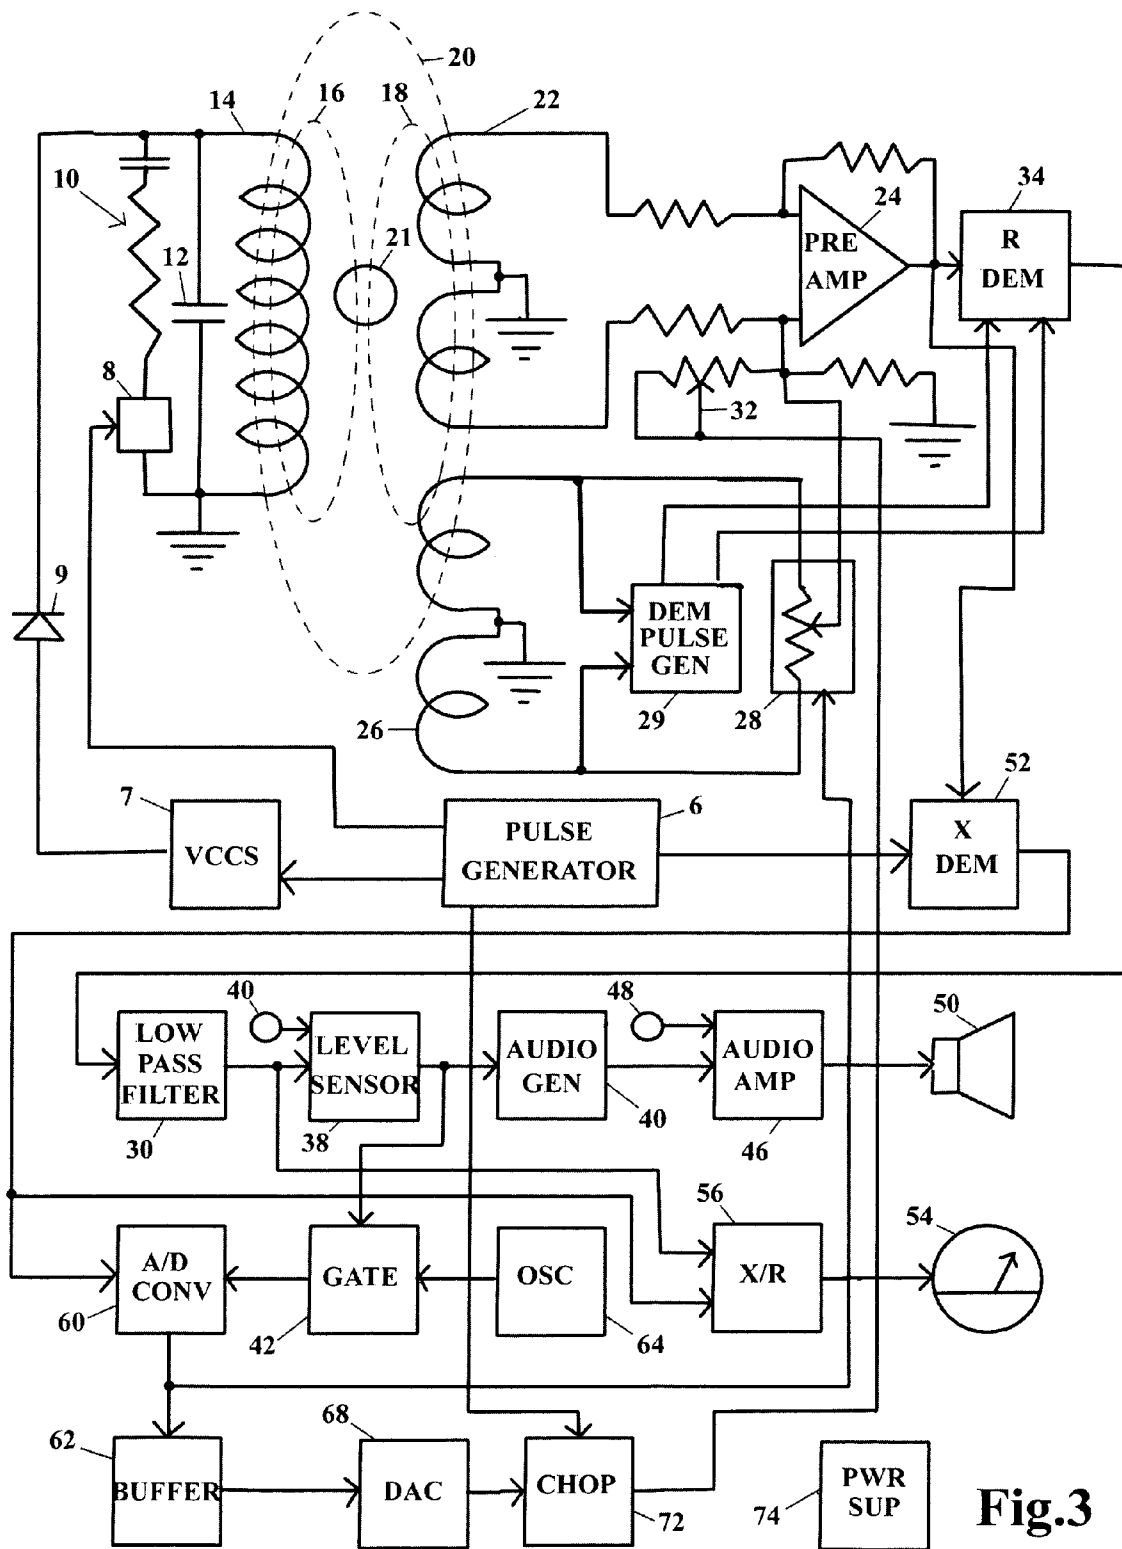 20
14
16
18
22
10
12
21
24
34
PRE
AMP
R
DEM
8
32
9
DEM
PULSE
GEN
26
29
28
7
6
52
VCCS
PULSE
GENERATOR
X
DEM
40
48
50
LOW
PASS
FILTER
LEVEL
SENSOR
AUDIO
GEN
AUDIO
AMP
30
38
40
46
56
54
A/D
CONV
GATE
OSC
X/R
60
42
64
62
68
BUFFER
DAC
CHOP
72
74
PWR
SUP
Fig.3